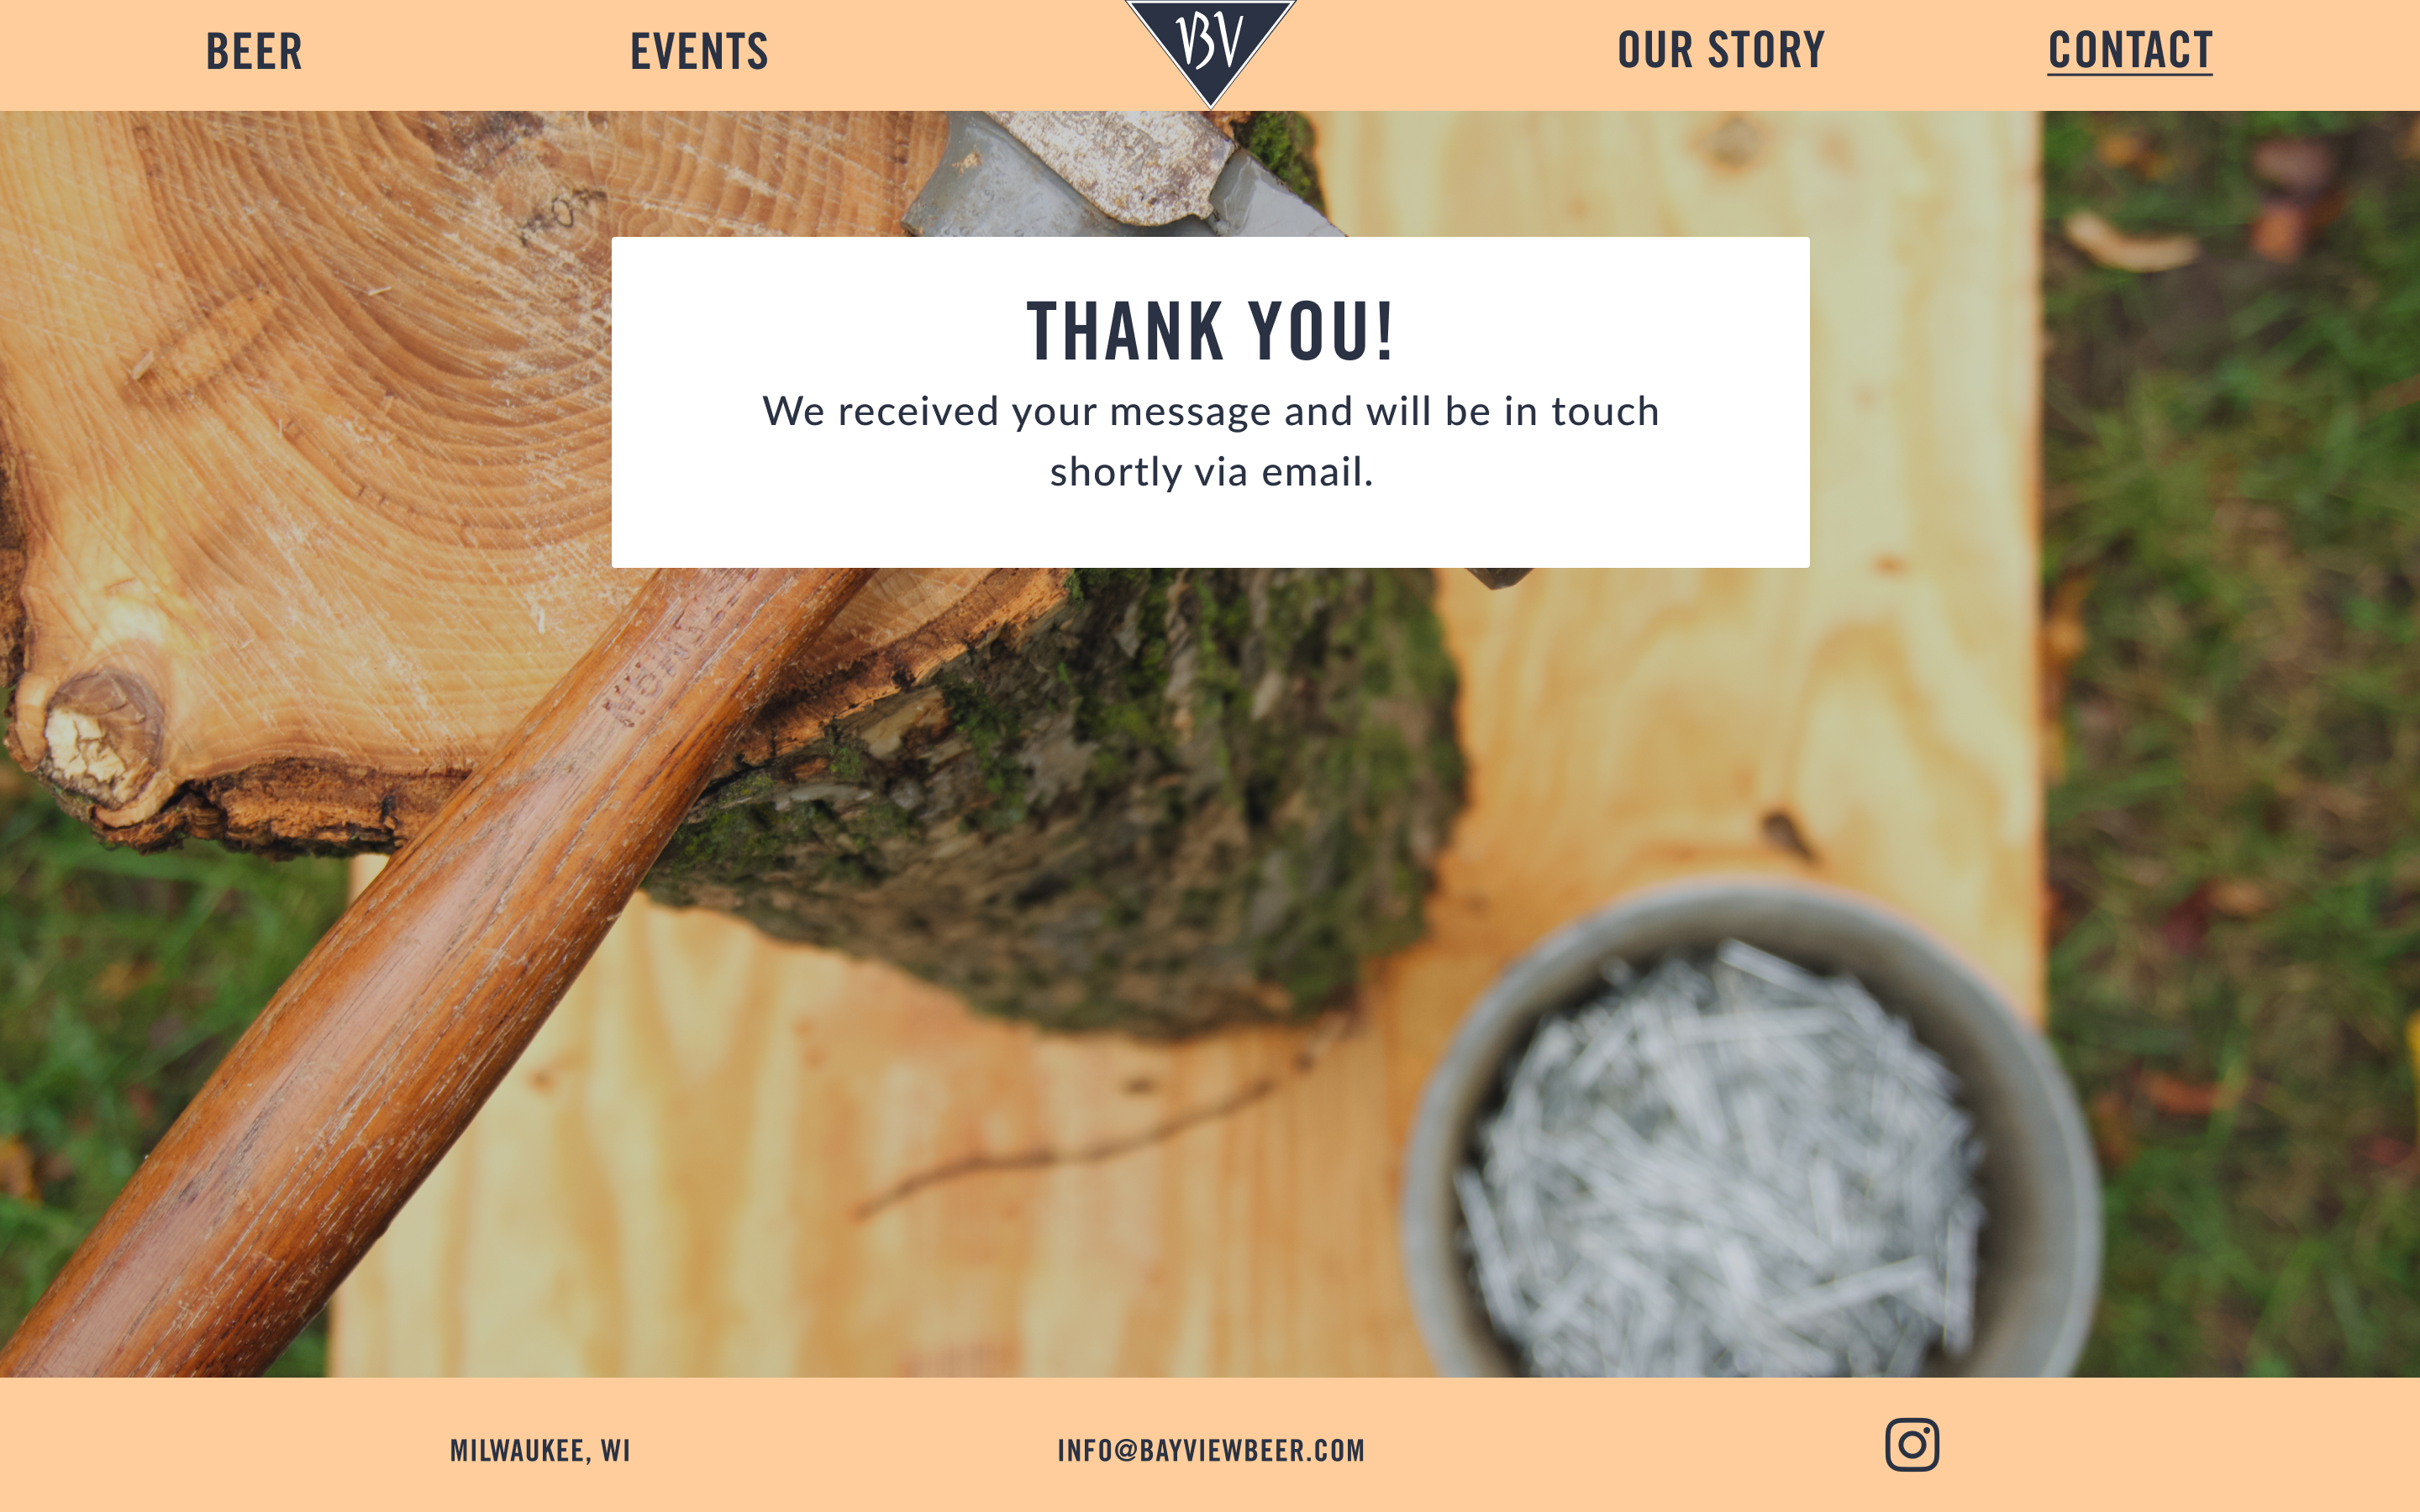 BEER
EVENTS
BV
OUR STORY
CONTACT
THANK YOU!
We received your message and will be in touch
shortly via email.
MILWAUKEE, WI
INFO@BAYVIEWBEER.COM